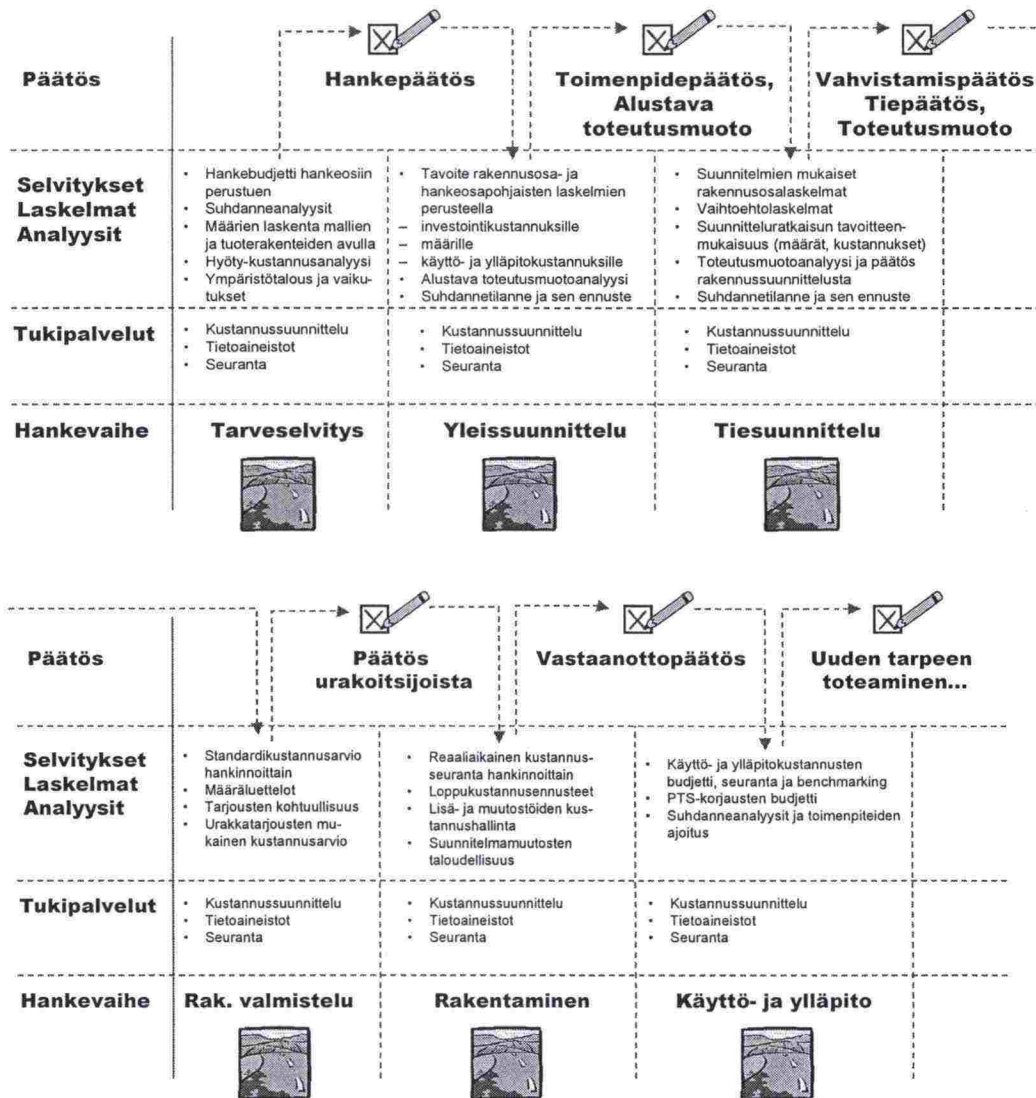 Päätös
Hankepäätös
Toimenpidepäätös,
Alustava
toteutusmuoto
Vahvistamispäätös
Tiepäätös,
Toteutusmuoto
Selvitykset
Laskelmat
Analyysit
• Hankebudjetti hankeosiin
perustuen
• Suhdanneanalyysit
• Määrien laskenta mallien
ja tuoterakenteiden avulla
• Hyöty-kustannusanalyysi
• Ympäristötalous ja vaiku-
tukset
• Tavoite rakennusosa- ja
hankeosapohjaisten laskelmien
perusteella
– investointikustannuksille
– määrille
– käyttö- ja ylläpitokustannuksille
• Alustava toteutusmuotoanalyysi
• Suhdannetilanne ja sen ennuste
• Suunnitelmien mukaiset
rakennusosalaskelmat
• Vaihtoehtolaskelmat
• Suunnitteluratkaisun tavoitteen-
mukaisuus (määrät, kustannukset)
• Toteutusmuotoanalyysi ja päätös
rakennussuunnittelusta
• Suhdannetilanne ja sen ennuste
Tukipalvelut
• Kustannussuunnittelu
• Tietoaineistot
• Seuranta
• Kustannussuunnittelu
• Tietoaineistot
• Seuranta
• Kustannussuunnittelu
• Tietoaineistot
• Seuranta
Hankevaihe
Tarveselvitys
Yleissuunnittelu
Tiesuunnittelu
Päätös
Päätös
urakoitsijoista
Vastaanottopäätös
Uuden tarpeen
toteaminen...
Selvitykset
Laskelmat
Analyysit
• Standardikustannusarvio
hankinnoittain
• Määräluettelot
• Tarjousten kohtuullisuus
• Urakkatarjousten mu-
kainen kustannusarvio
• Reaaliaikainen kustannus-
seuranta hankinnoittain
• Loppukustannusennusteet
• Lisä- ja muutostöiden kus-
tannushallinta
• Suunnitelmamuutosten
taloudellisuus
• Käyttö- ja ylläpitokustannusten
budjetti, seuranta ja benchmarking
• PTS-korjausten budjetti
• Suhdanneanalyysit ja toimenpiteiden
ajoitus
Tukipalvelut
• Kustannussuunnittelu
• Tietoaineistot
• Seuranta
• Kustannussuunnittelu
• Tietoaineistot
• Seuranta
• Kustannussuunnittelu
• Tietoaineistot
• Seuranta
Hankevaihe
Rak. valmistelu
Rakentaminen
Käyttö- ja ylläpito